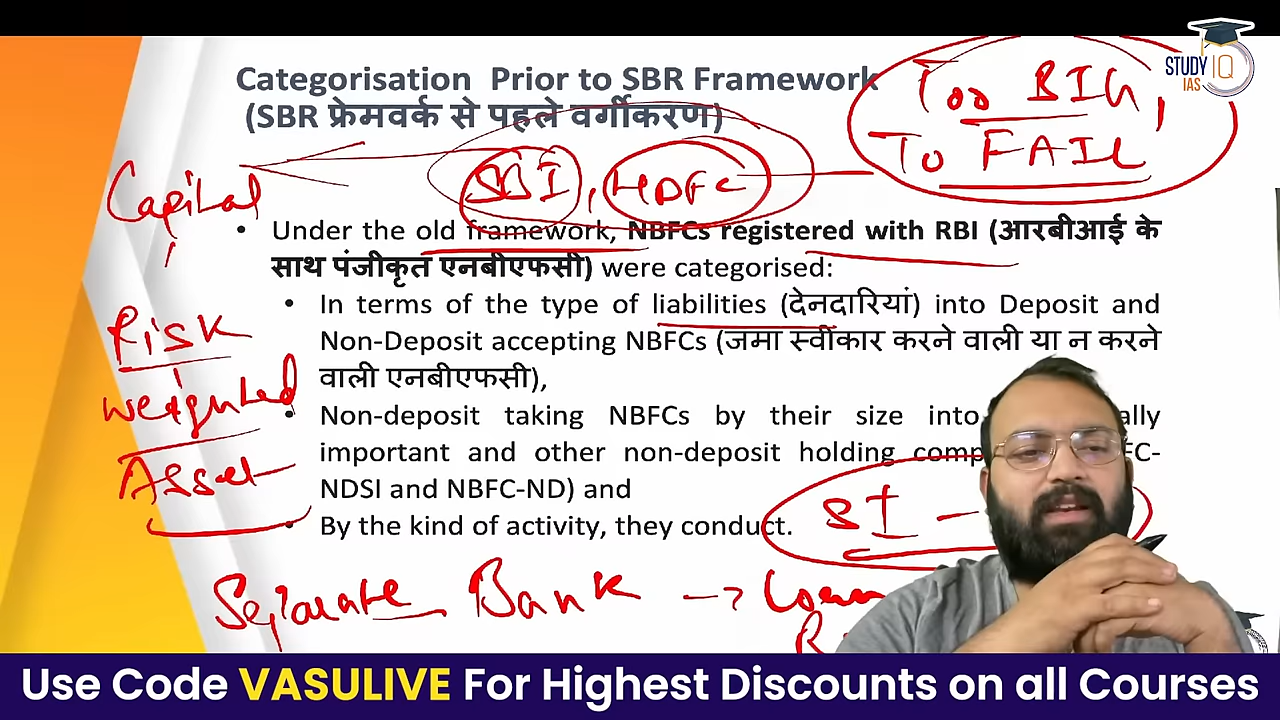 STUDY IQ
IAS
Categorisation Prior to SBR Framework
(SBR फ्रेमवर्क से पहले वर्गीकरण)
Too BIG,
To FAIL
SBI, HDFC
Capital
• Under the old framework, NBFCs registered with RBI (आरबीआई के
साथ पंजीकृत एनबीएफसी) were categorised:
• In terms of the type of liabilities (देनदारियां) into Deposit and
Non-Deposit accepting NBFCs (जमा स्वीकार करने वाली या न करने
वाली एनबीएफसी),
Risk
Weighted
Asset
• Non-deposit taking NBFCs by their size into
important and other non-deposit holding
NDSI and NBFC-ND) and
• By the kind of activity, they conduct.
SI –
Separate Bank →
Use Code VASULIVE For Highest Discounts on all Courses